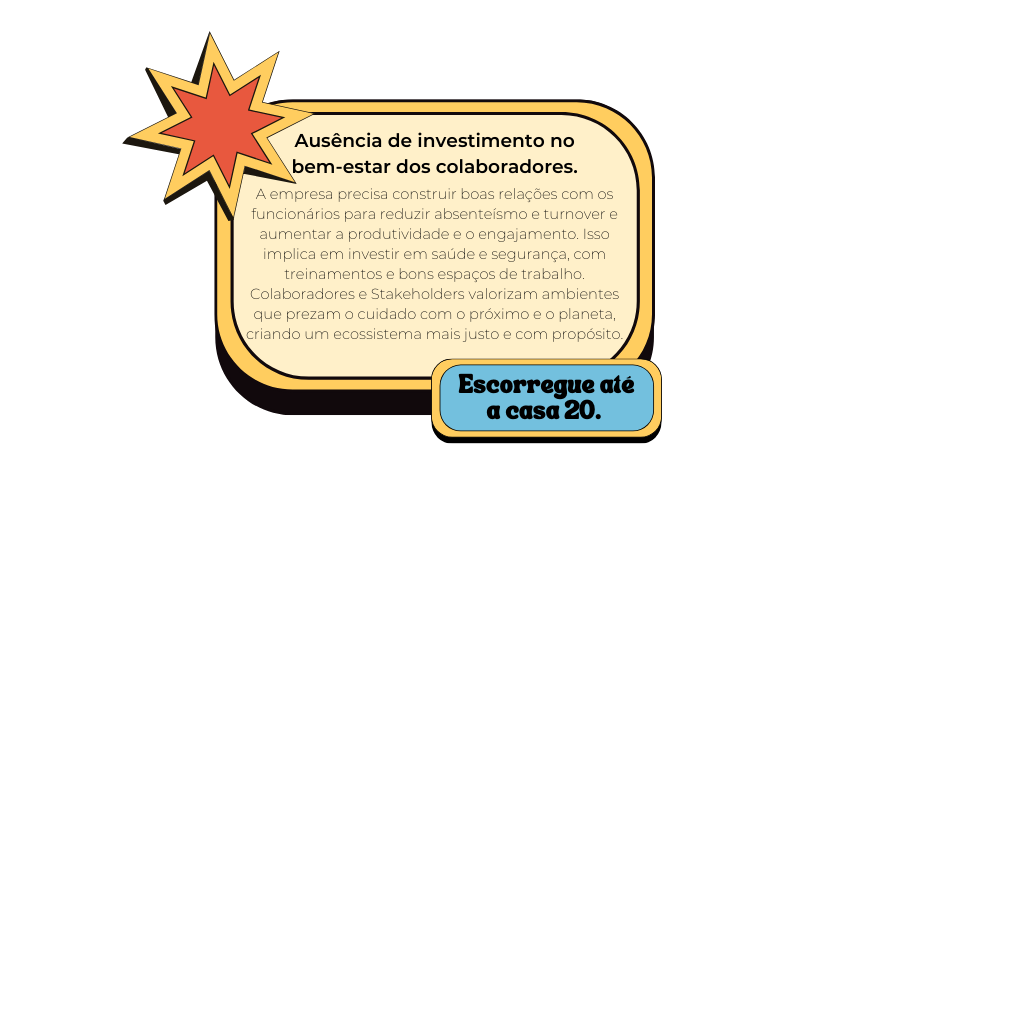 Ausência de investimento no
bem-estar dos colaboradores.
A empresa precisa construir boas relações com os
funcionários para reduzir absenteísmo e turnover e
aumentar a produtividade e o engajamento. Isso
implica em investir em saúde e segurança, com
treinamentos e bons espaços de trabalho.
Colaboradores e Stakeholders valorizam ambientes
que prezam o cuidado com o próximo e o planeta,
criando um ecossistema mais justo e com propósito.
Escorregue até
a casa 20.